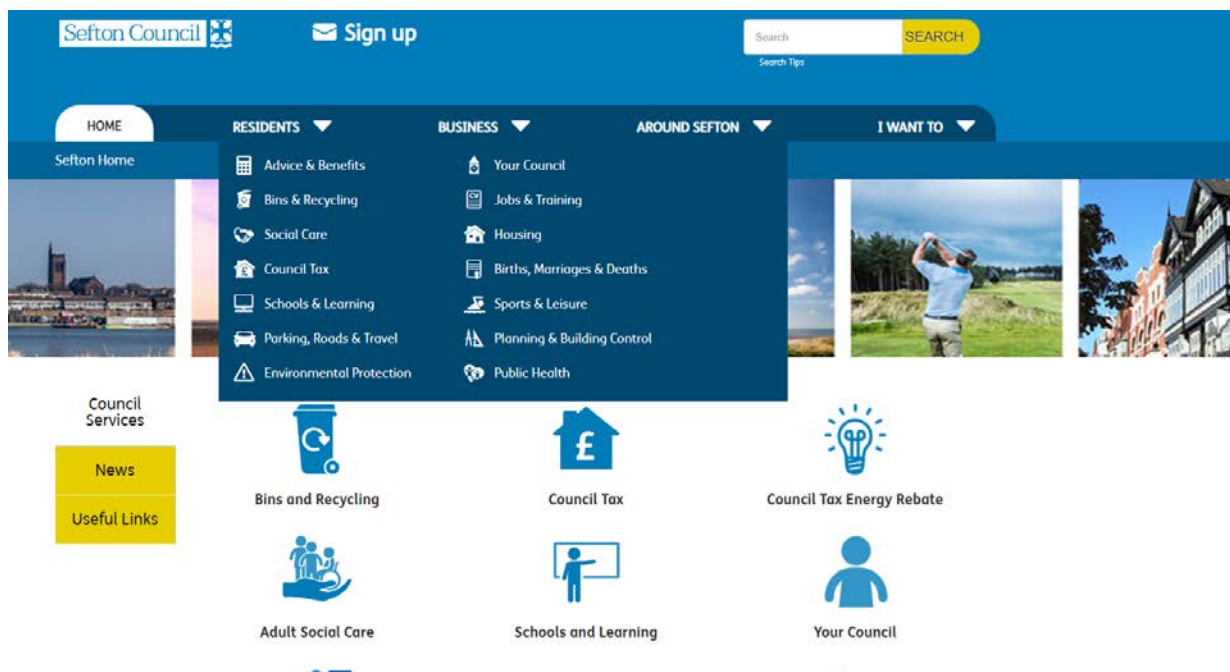 Sefton Council
Sign up
Search
SEARCH
Search Tips
HOME
RESIDENTS
BUSINESS
AROUND SEFTON
I WANT TO
Sefton Home
Advice & Benefits
Your Council
Bins & Recycling
CV
Jobs & Training
Social Care
Housing
£
Council Tax
Births, Marriages & Deaths
Schools & Learning
Sports & Leisure
Parking, Roads & Travel
Planning & Building Control
Environmental Protection
Public Health
Council
Services
News
Useful Links
£
Bins and Recycling
Council Tax
Council Tax Energy Rebate
Adult Social Care
Schools and Learning
Your Council